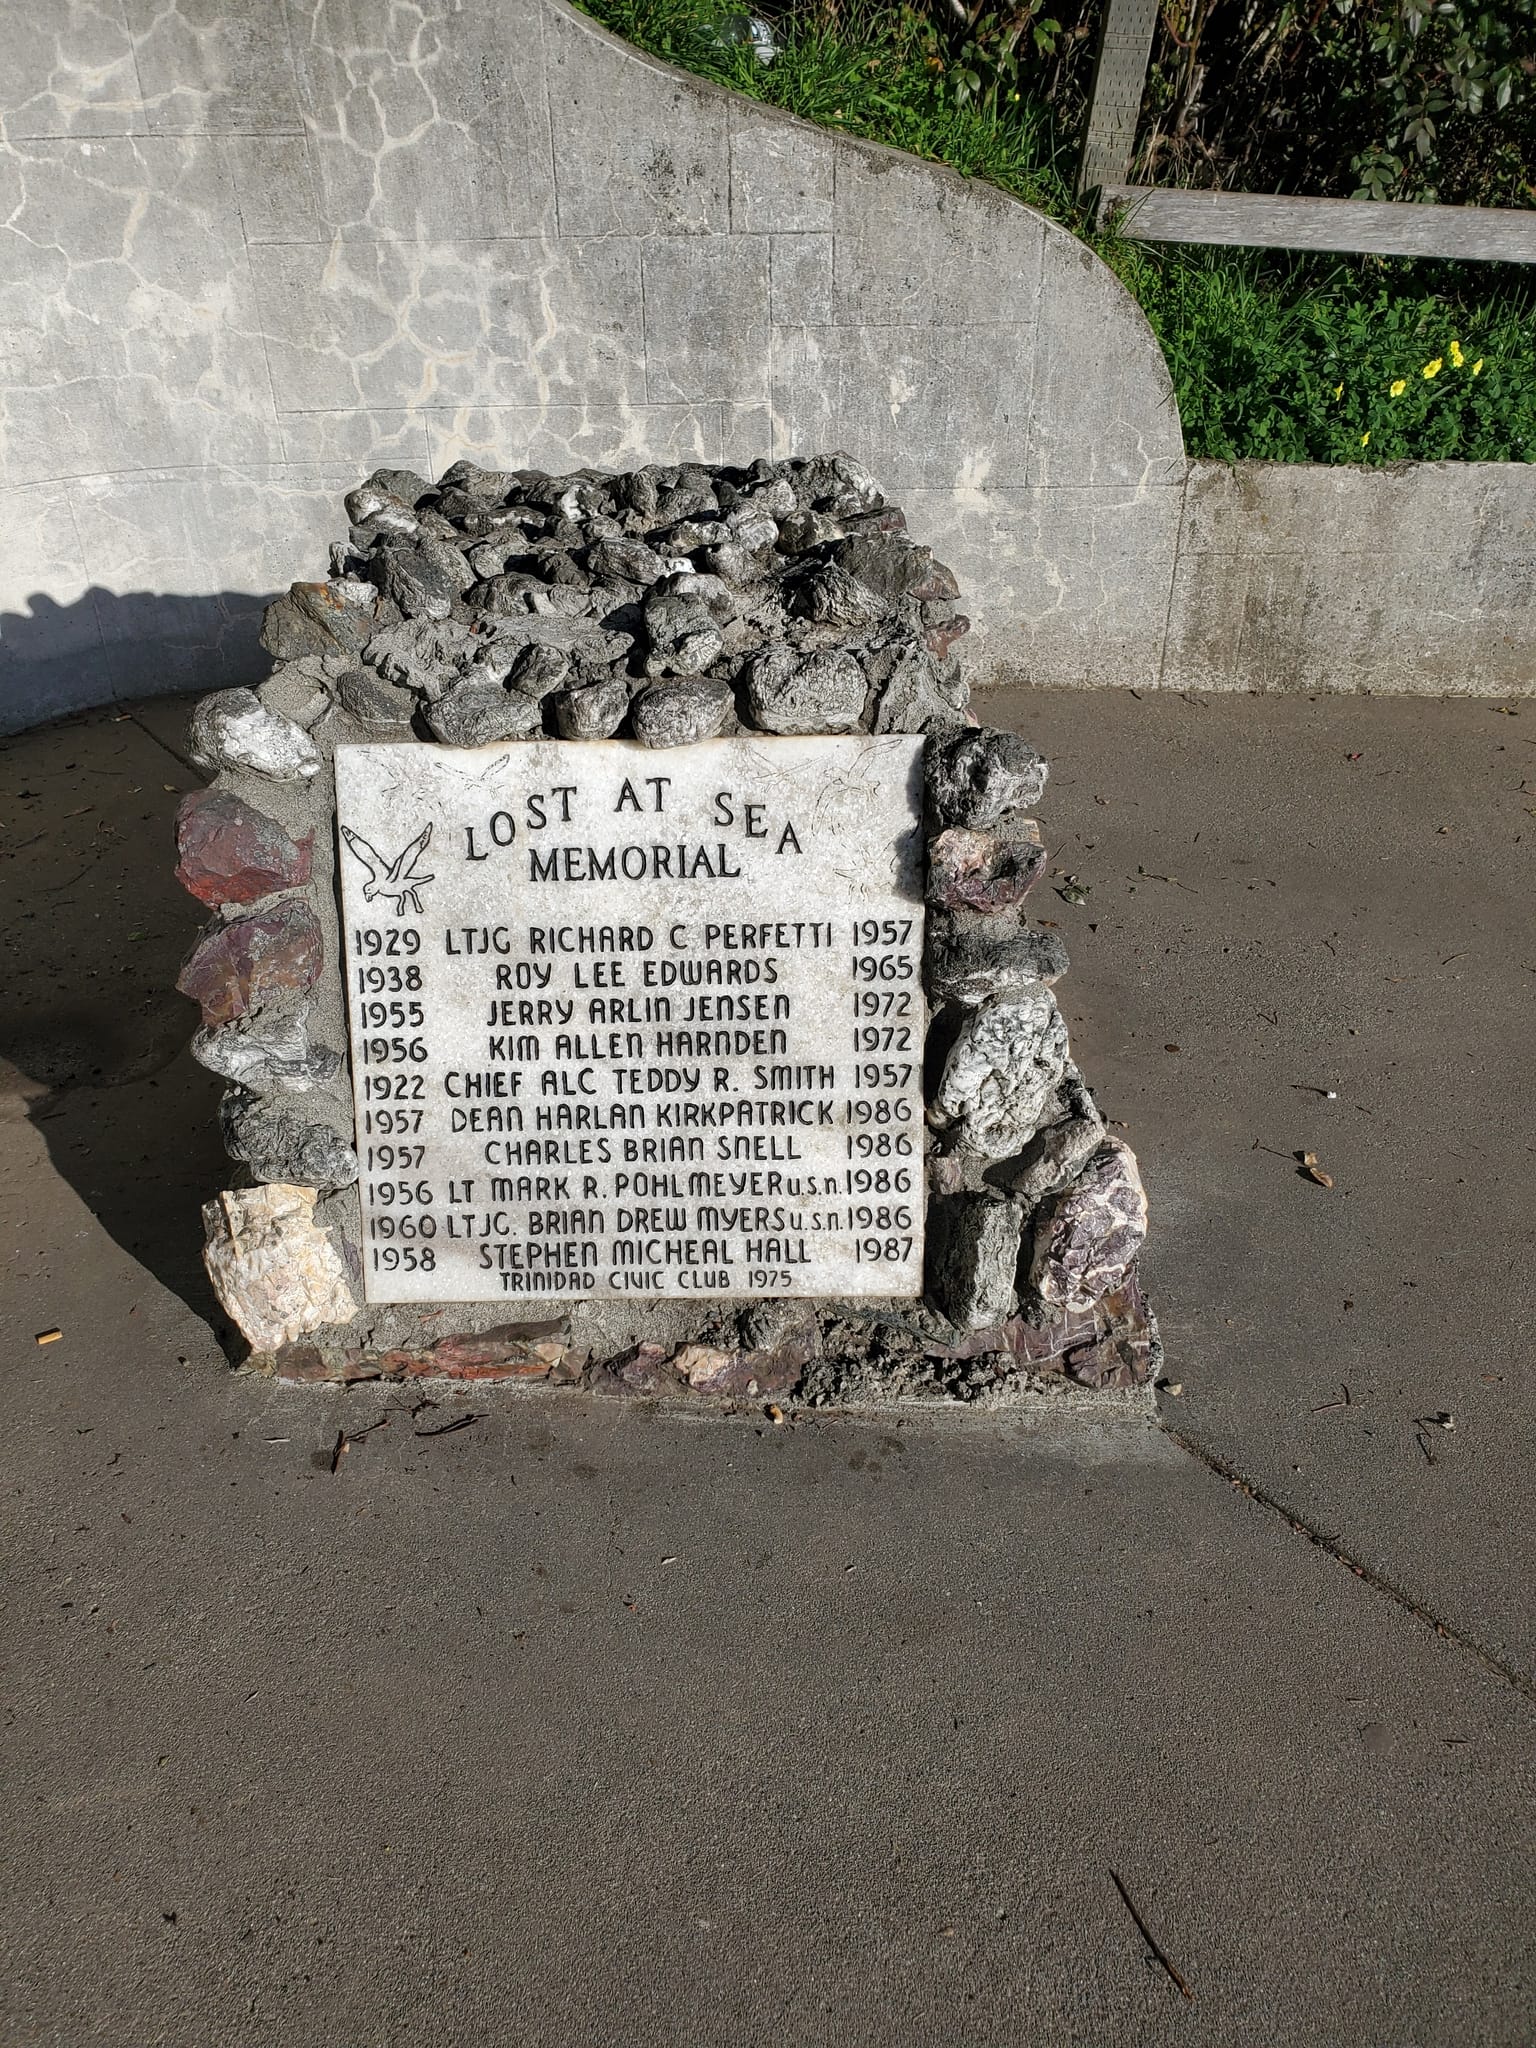 LOST AT SEA
MEMORIAL
1929 LTJG RICHARD C PERFETTI 1957
1938 ROY LEE EDWARDS 1965
1955 JERRY ARLIN JENSEN 1972
1956 KIM ALLEN HARNDEN 1972
1922 CHIEF ALC TEDDY R. SMITH 1957
1957 DEAN HARLAN KIRKPATRICK 1986
1957 CHARLES BRIAN SNELL 1986
1956 LT MARK R. POHLMEYER u.s.n. 1986
1960 LTJG. BRIAN DREW MYERS u.s.n. 1986
1958 STEPHEN MICHEAL HALL 1987
TRINIDAD CIVIC CLUB 1975